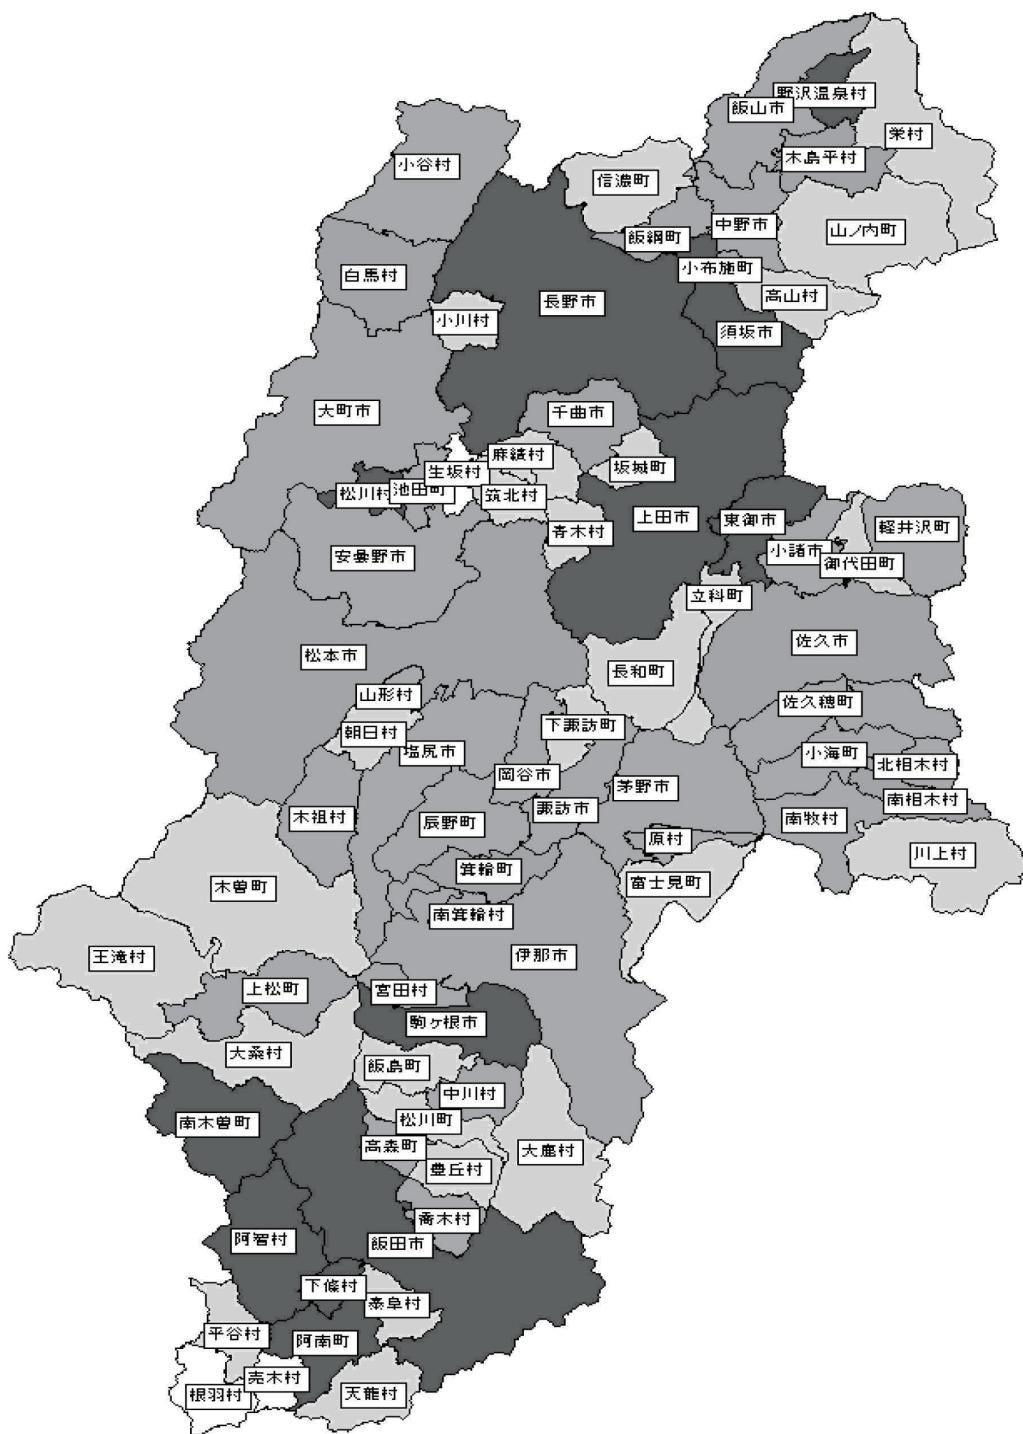 野沢温泉村
飯山市
栄村
木島平村
小谷村
信濃町
中野市
山ノ内町
飯綱町
白馬村
小布施町
高山村
長野市
小川村
須坂市
大町市
千曲市
麻績村
生坂村
坂城町
松川村
池田町
筑北村
上田市
東御市
軽井沢町
青木村
安曇野市
小諸市
御代田町
立科町
佐久市
松本市
長和町
山形村
佐久穂町
朝日村
下諏訪町
塩尻市
小海町
北相木村
岡谷市
茅野市
南相木村
諏訪市
木祖村
辰野町
南牧村
原村
川上村
箕輪町
富士見町
木曽町
南箕輪村
伊那市
王滝村
上松町
宮田村
駒ヶ根市
大桑村
飯島町
中川村
南木曽町
松川町
高森町
大鹿村
豊丘村
喬木村
阿智村
飯田市
下條村
泰阜村
平谷村
阿南町
売木村
根羽村
天龍村